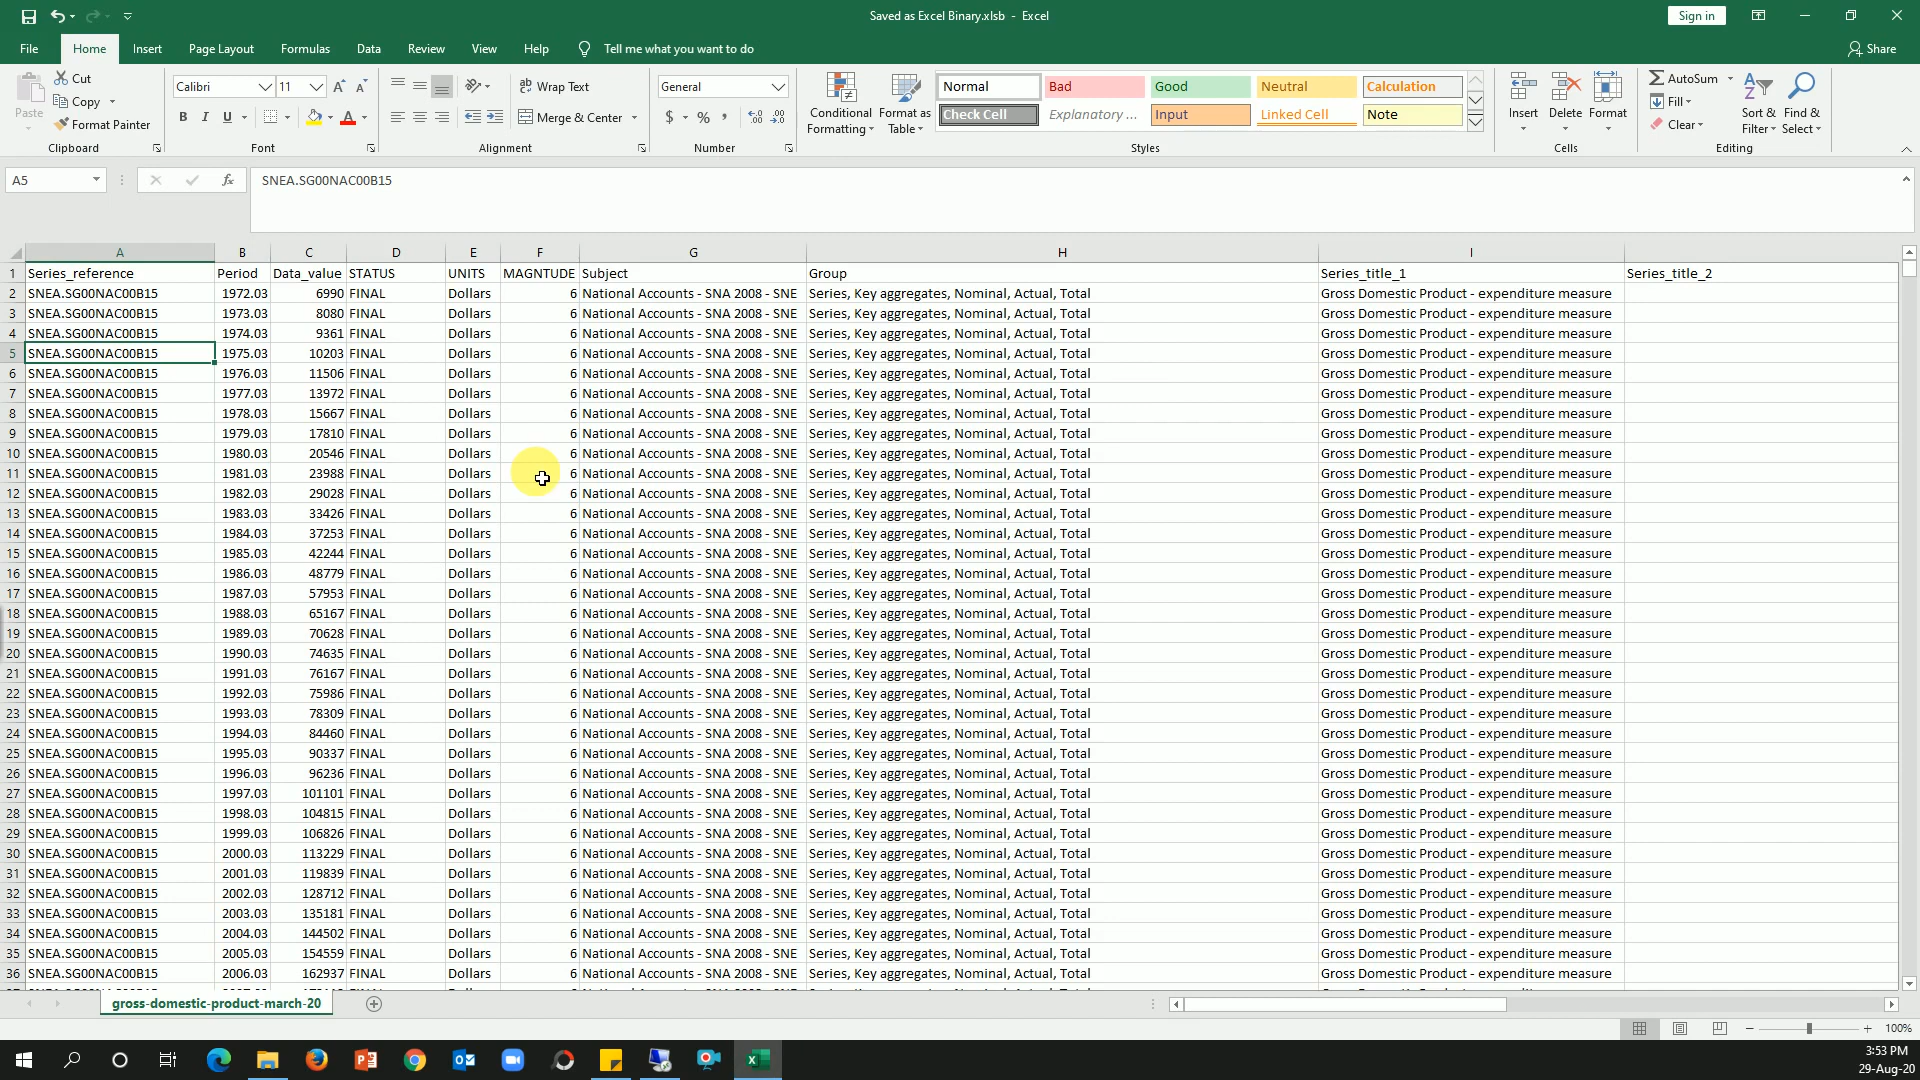 Saved as Excel Binary.xlsb - Excel
Sign in
File Home Insert Page Layout Formulas Data Review View Help Tell me what you want to do Share
Paste Cut Copy Format Painter
Clipboard
Calibri 11
B I U
Font
Wrap Text
Merge & Center
Alignment
General
$ % ,
Number
Conditional Formatting Format as Table
Normal Bad Good Neutral Calculation
Check Cell Explanatory ... Input Linked Cell Note
Styles
Insert Delete Format
Cells
AutoSum
Fill
Clear
Sort & Filter Find & Select
Editing
A5 fx SNEA.SG00NAC00B15
A B C D E F G H I
1 Series_reference Period Data_value STATUS UNITS MAGNTUDE Subject Group Series_title_1 Series_title_2
2 SNEA.SG00NAC00B15 1972.03 6990 FINAL Dollars 6 National Accounts - SNA 2008 - SNE Series, Key aggregates, Nominal, Actual, Total Gross Domestic Product - expenditure measure
3 SNEA.SG00NAC00B15 1973.03 8080 FINAL Dollars 6 National Accounts - SNA 2008 - SNE Series, Key aggregates, Nominal, Actual, Total Gross Domestic Product - expenditure measure
4 SNEA.SG00NAC00B15 1974.03 9361 FINAL Dollars 6 National Accounts - SNA 2008 - SNE Series, Key aggregates, Nominal, Actual, Total Gross Domestic Product - expenditure measure
5 SNEA.SG00NAC00B15 1975.03 10203 FINAL Dollars 6 National Accounts - SNA 2008 - SNE Series, Key aggregates, Nominal, Actual, Total Gross Domestic Product - expenditure measure
6 SNEA.SG00NAC00B15 1976.03 11506 FINAL Dollars 6 National Accounts - SNA 2008 - SNE Series, Key aggregates, Nominal, Actual, Total Gross Domestic Product - expenditure measure
7 SNEA.SG00NAC00B15 1977.03 13972 FINAL Dollars 6 National Accounts - SNA 2008 - SNE Series, Key aggregates, Nominal, Actual, Total Gross Domestic Product - expenditure measure
8 SNEA.SG00NAC00B15 1978.03 15667 FINAL Dollars 6 National Accounts - SNA 2008 - SNE Series, Key aggregates, Nominal, Actual, Total Gross Domestic Product - expenditure measure
9 SNEA.SG00NAC00B15 1979.03 17810 FINAL Dollars 6 National Accounts - SNA 2008 - SNE Series, Key aggregates, Nominal, Actual, Total Gross Domestic Product - expenditure measure
10 SNEA.SG00NAC00B15 1980.03 20546 FINAL Dollars 6 National Accounts - SNA 2008 - SNE Series, Key aggregates, Nominal, Actual, Total Gross Domestic Product - expenditure measure
11 SNEA.SG00NAC00B15 1981.03 23988 FINAL Dollars 6 National Accounts - SNA 2008 - SNE Series, Key aggregates, Nominal, Actual, Total Gross Domestic Product - expenditure measure
12 SNEA.SG00NAC00B15 1982.03 29028 FINAL Dollars 6 National Accounts - SNA 2008 - SNE Series, Key aggregates, Nominal, Actual, Total Gross Domestic Product - expenditure measure
13 SNEA.SG00NAC00B15 1983.03 33426 FINAL Dollars 6 National Accounts - SNA 2008 - SNE Series, Key aggregates, Nominal, Actual, Total Gross Domestic Product - expenditure measure
14 SNEA.SG00NAC00B15 1984.03 37253 FINAL Dollars 6 National Accounts - SNA 2008 - SNE Series, Key aggregates, Nominal, Actual, Total Gross Domestic Product - expenditure measure
15 SNEA.SG00NAC00B15 1985.03 42244 FINAL Dollars 6 National Accounts - SNA 2008 - SNE Series, Key aggregates, Nominal, Actual, Total Gross Domestic Product - expenditure measure
16 SNEA.SG00NAC00B15 1986.03 48779 FINAL Dollars 6 National Accounts - SNA 2008 - SNE Series, Key aggregates, Nominal, Actual, Total Gross Domestic Product - expenditure measure
17 SNEA.SG00NAC00B15 1987.03 57953 FINAL Dollars 6 National Accounts - SNA 2008 - SNE Series, Key aggregates, Nominal, Actual, Total Gross Domestic Product - expenditure measure
18 SNEA.SG00NAC00B15 1988.03 65167 FINAL Dollars 6 National Accounts - SNA 2008 - SNE Series, Key aggregates, Nominal, Actual, Total Gross Domestic Product - expenditure measure
19 SNEA.SG00NAC00B15 1989.03 70628 FINAL Dollars 6 National Accounts - SNA 2008 - SNE Series, Key aggregates, Nominal, Actual, Total Gross Domestic Product - expenditure measure
20 SNEA.SG00NAC00B15 1990.03 74635 FINAL Dollars 6 National Accounts - SNA 2008 - SNE Series, Key aggregates, Nominal, Actual, Total Gross Domestic Product - expenditure measure
21 SNEA.SG00NAC00B15 1991.03 76167 FINAL Dollars 6 National Accounts - SNA 2008 - SNE Series, Key aggregates, Nominal, Actual, Total Gross Domestic Product - expenditure measure
22 SNEA.SG00NAC00B15 1992.03 75986 FINAL Dollars 6 National Accounts - SNA 2008 - SNE Series, Key aggregates, Nominal, Actual, Total Gross Domestic Product - expenditure measure
23 SNEA.SG00NAC00B15 1993.03 78309 FINAL Dollars 6 National Accounts - SNA 2008 - SNE Series, Key aggregates, Nominal, Actual, Total Gross Domestic Product - expenditure measure
24 SNEA.SG00NAC00B15 1994.03 84460 FINAL Dollars 6 National Accounts - SNA 2008 - SNE Series, Key aggregates, Nominal, Actual, Total Gross Domestic Product - expenditure measure
25 SNEA.SG00NAC00B15 1995.03 90337 FINAL Dollars 6 National Accounts - SNA 2008 - SNE Series, Key aggregates, Nominal, Actual, Total Gross Domestic Product - expenditure measure
26 SNEA.SG00NAC00B15 1996.03 96236 FINAL Dollars 6 National Accounts - SNA 2008 - SNE Series, Key aggregates, Nominal, Actual, Total Gross Domestic Product - expenditure measure
27 SNEA.SG00NAC00B15 1997.03 101101 FINAL Dollars 6 National Accounts - SNA 2008 - SNE Series, Key aggregates, Nominal, Actual, Total Gross Domestic Product - expenditure measure
28 SNEA.SG00NAC00B15 1998.03 104815 FINAL Dollars 6 National Accounts - SNA 2008 - SNE Series, Key aggregates, Nominal, Actual, Total Gross Domestic Product - expenditure measure
29 SNEA.SG00NAC00B15 1999.03 106826 FINAL Dollars 6 National Accounts - SNA 2008 - SNE Series, Key aggregates, Nominal, Actual, Total Gross Domestic Product - expenditure measure
30 SNEA.SG00NAC00B15 2000.03 113229 FINAL Dollars 6 National Accounts - SNA 2008 - SNE Series, Key aggregates, Nominal, Actual, Total Gross Domestic Product - expenditure measure
31 SNEA.SG00NAC00B15 2001.03 119839 FINAL Dollars 6 National Accounts - SNA 2008 - SNE Series, Key aggregates, Nominal, Actual, Total Gross Domestic Product - expenditure measure
32 SNEA.SG00NAC00B15 2002.03 128712 FINAL Dollars 6 National Accounts - SNA 2008 - SNE Series, Key aggregates, Nominal, Actual, Total Gross Domestic Product - expenditure measure
33 SNEA.SG00NAC00B15 2003.03 135181 FINAL Dollars 6 National Accounts - SNA 2008 - SNE Series, Key aggregates, Nominal, Actual, Total Gross Domestic Product - expenditure measure
34 SNEA.SG00NAC00B15 2004.03 144502 FINAL Dollars 6 National Accounts - SNA 2008 - SNE Series, Key aggregates, Nominal, Actual, Total Gross Domestic Product - expenditure measure
35 SNEA.SG00NAC00B15 2005.03 154559 FINAL Dollars 6 National Accounts - SNA 2008 - SNE Series, Key aggregates, Nominal, Actual, Total Gross Domestic Product - expenditure measure
36 SNEA.SG00NAC00B15 2006.03 162937 FINAL Dollars 6 National Accounts - SNA 2008 - SNE Series, Key aggregates, Nominal, Actual, Total Gross Domestic Product - expenditure measure
gross-domestic-product-march-20
100%
3:53 PM
29-Aug-20